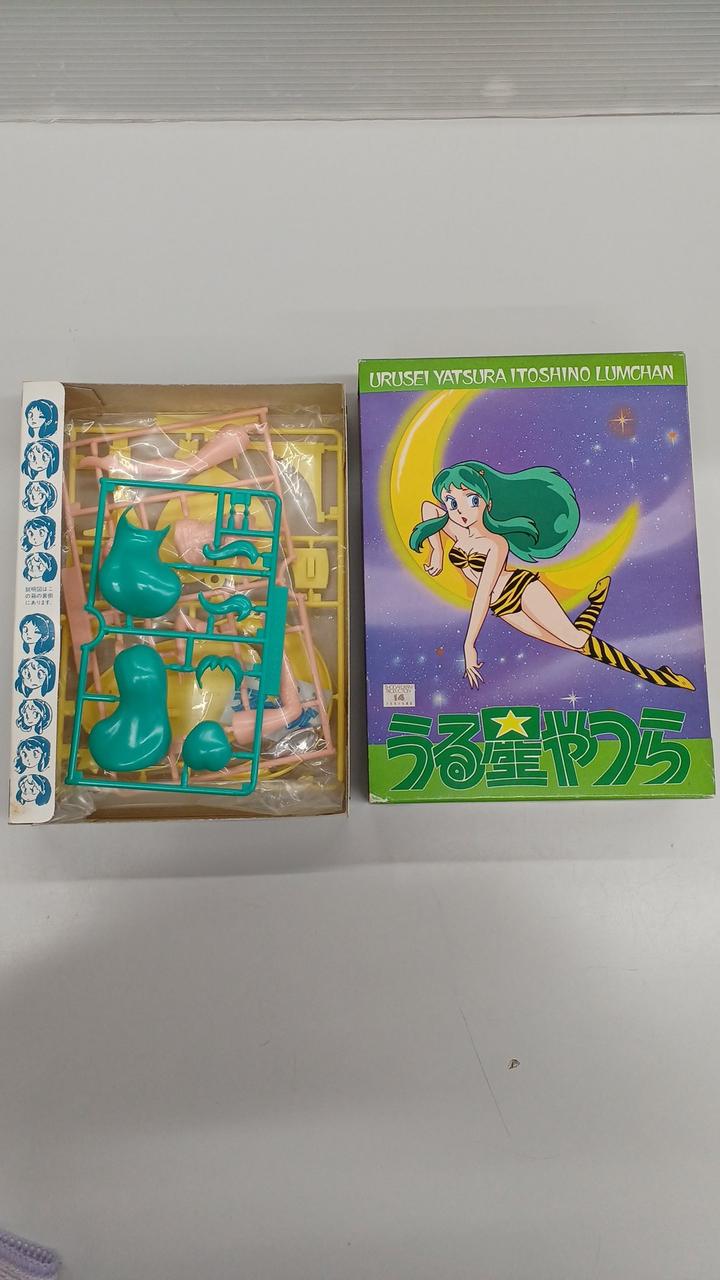 説明図はこ
の箱の裏側
にあります.
URUSEI YATSURA ITOSHINO LUMCHAN
14
うる星やつら